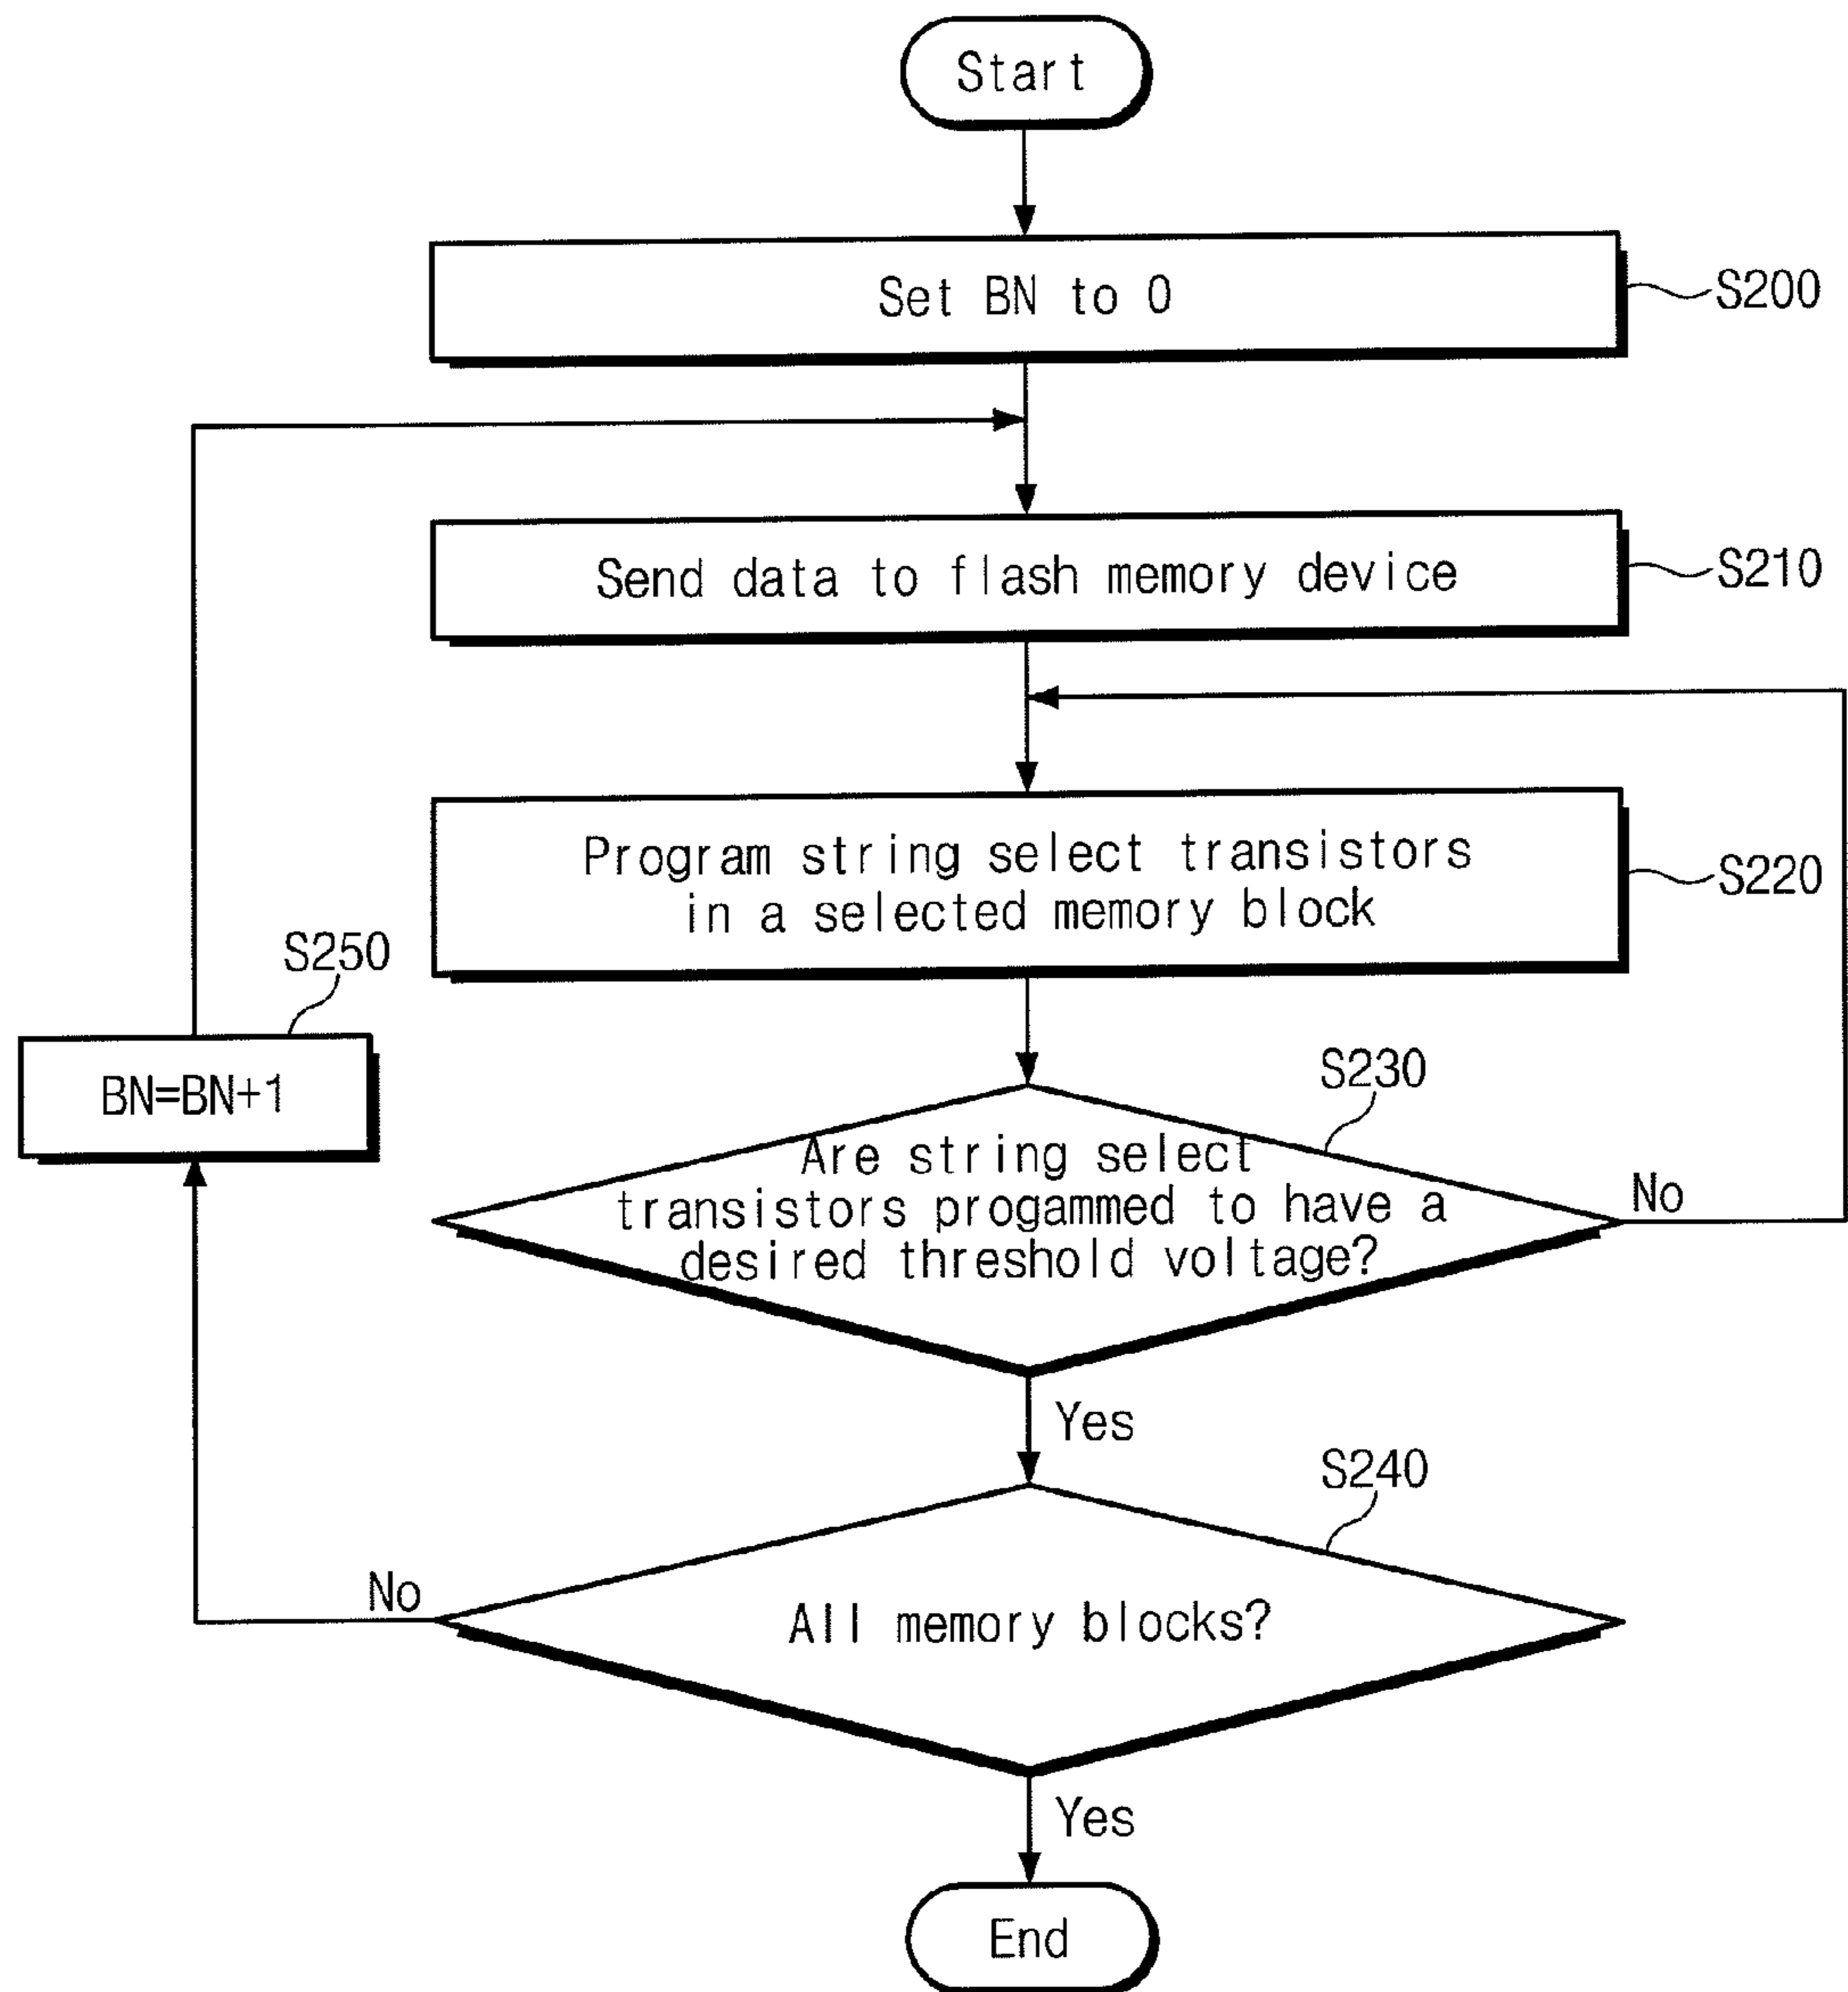 Start
Set BN to 0
S200
Send data to flash memory device
S210
Program string select transistors
in a selected memory block
S220
S250
BN=BN+1
S230
Are string select
transistors progammed to have a
desired threshold voltage?
No
Yes
S240
No
All memory blocks?
Yes
End